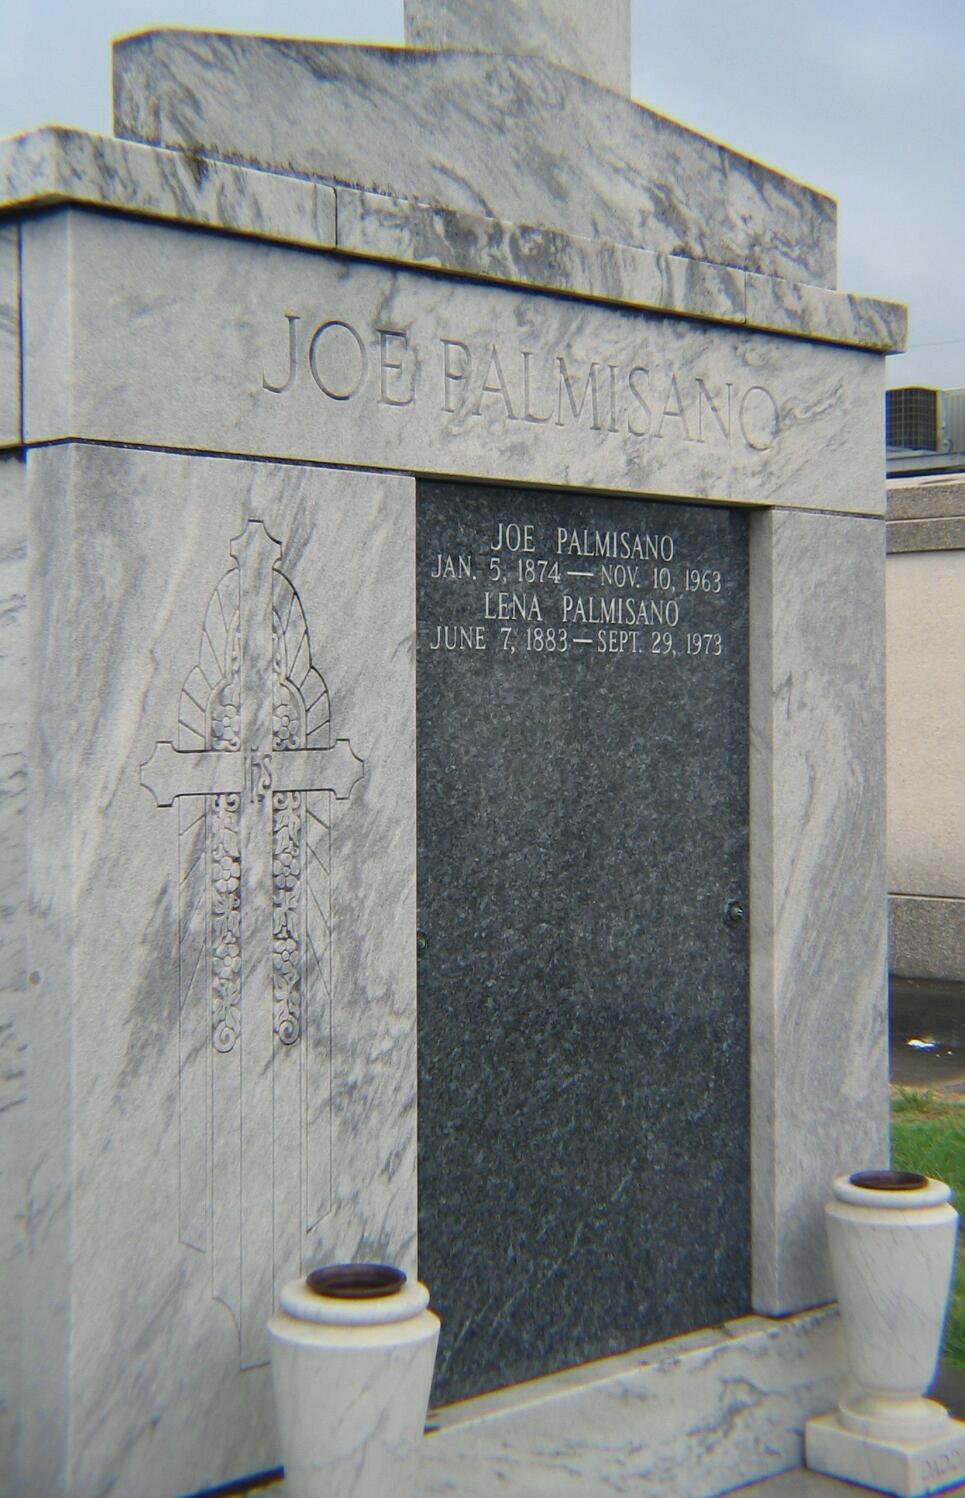 JOE PALMISANO
JOE PALMISANO
JAN. 5, 1874 — NOV. 10, 1963
LENA PALMISANO
JUNE 7, 1883 — SEPT. 29, 1973
IHS